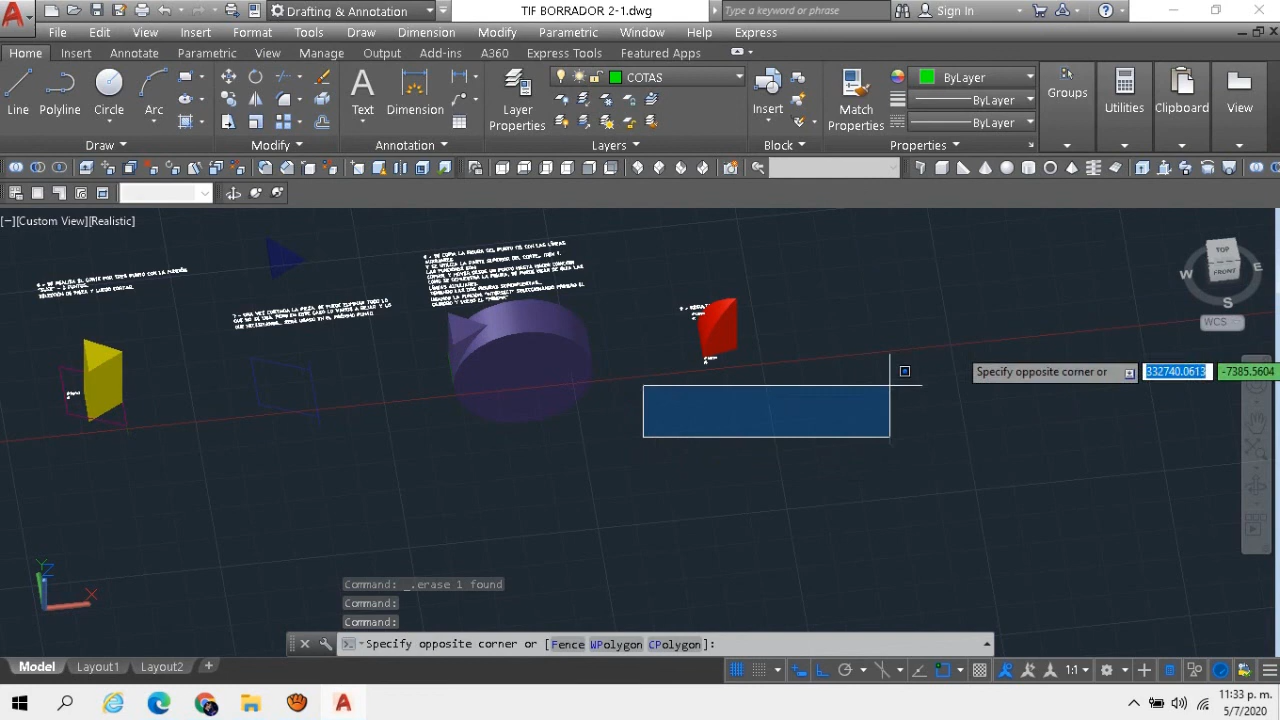 Drafting & Annotation
TIF BORRADOR 2-1.dwg
Type a keyword or phrase
Sign In
File Edit View Insert Format Tools Draw Dimension Modify Parametric Window Help Express
Home Insert Annotate Parametric View Manage Output Add-ins A360 Express Tools Featured Apps
COTAS
ByLayer
Line Polyline Circle Arc
Text Dimension
Layer Properties
Insert
Match Properties
ByLayer
ByLayer
Groups Utilities Clipboard View
Draw Modify Annotation Layers Block Properties
[−][Custom View][Realistic]
TOP
FRONT
W E
S
WCS
Specify opposite corner or 332740.0613 -7385.5604
Y Z
X
Command: _.erase 1 found
Command:
Command:
Specify opposite corner or [Fence WPolygon CPolygon]:
Model Layout1 Layout2 +
1:1
11:33 p. m.
5/7/2020